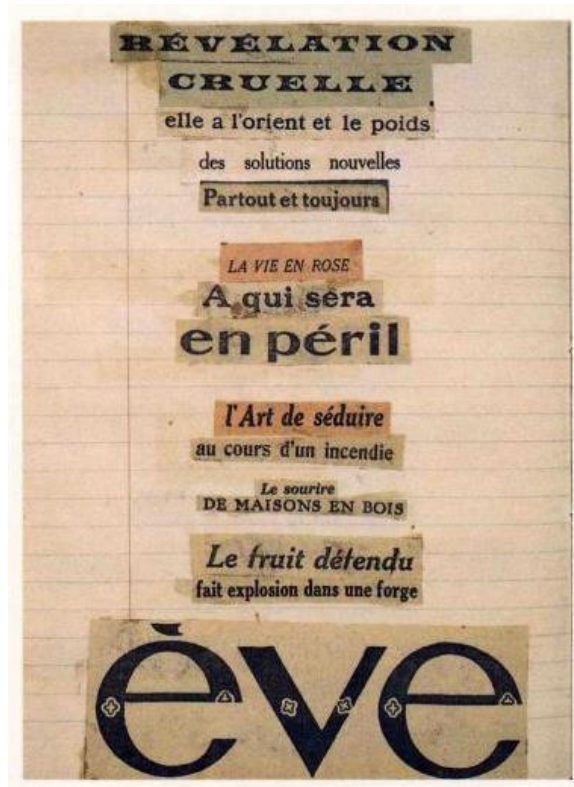 RÉVÉLATION
CRUELLE
elle a l'orient et le poids
des solutions nouvelles
Partout et toujours
LA VIE EN ROSE
A qui sera
en péril
l'Art de séduire
au cours d'un incendie
Le sourire
DE MAISONS EN BOIS
Le fruit détendu
fait explosion dans une forge
ève